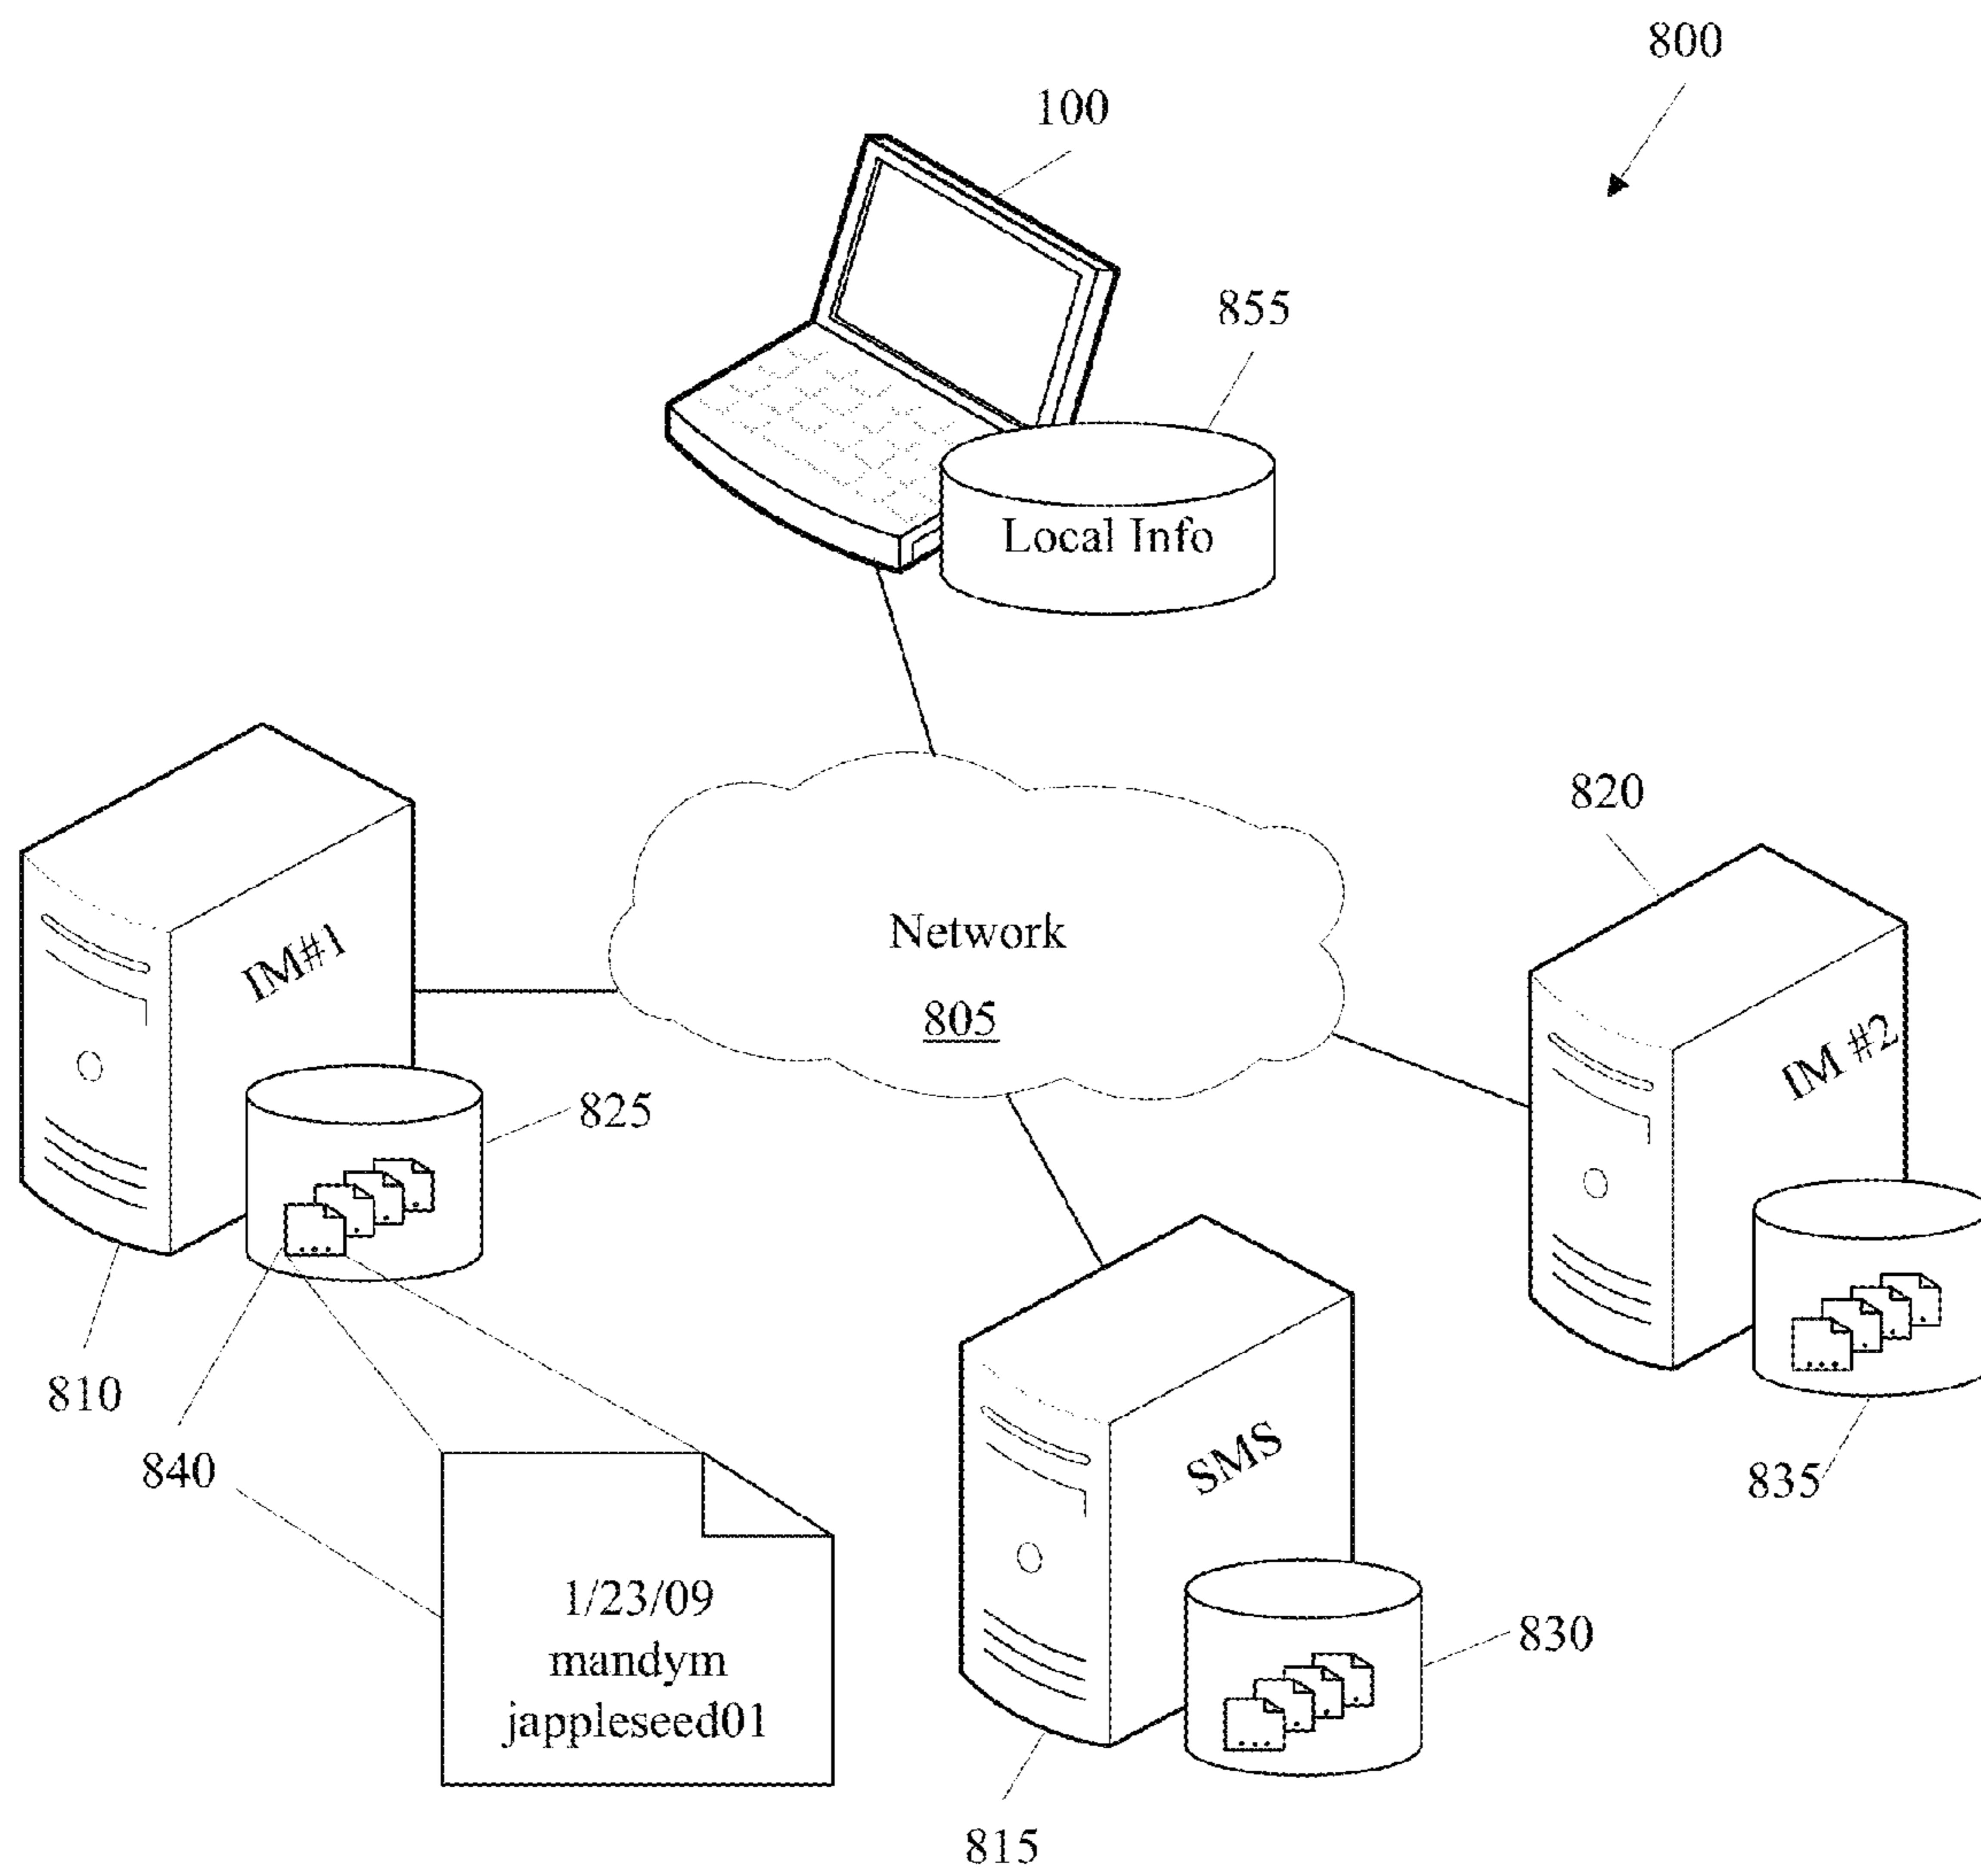 800
100
855
Local Info
820
Network
805
IM#1
IM #2
825
810
840
835
SMS
1/23/09
mandym
jappleseed01
830
815